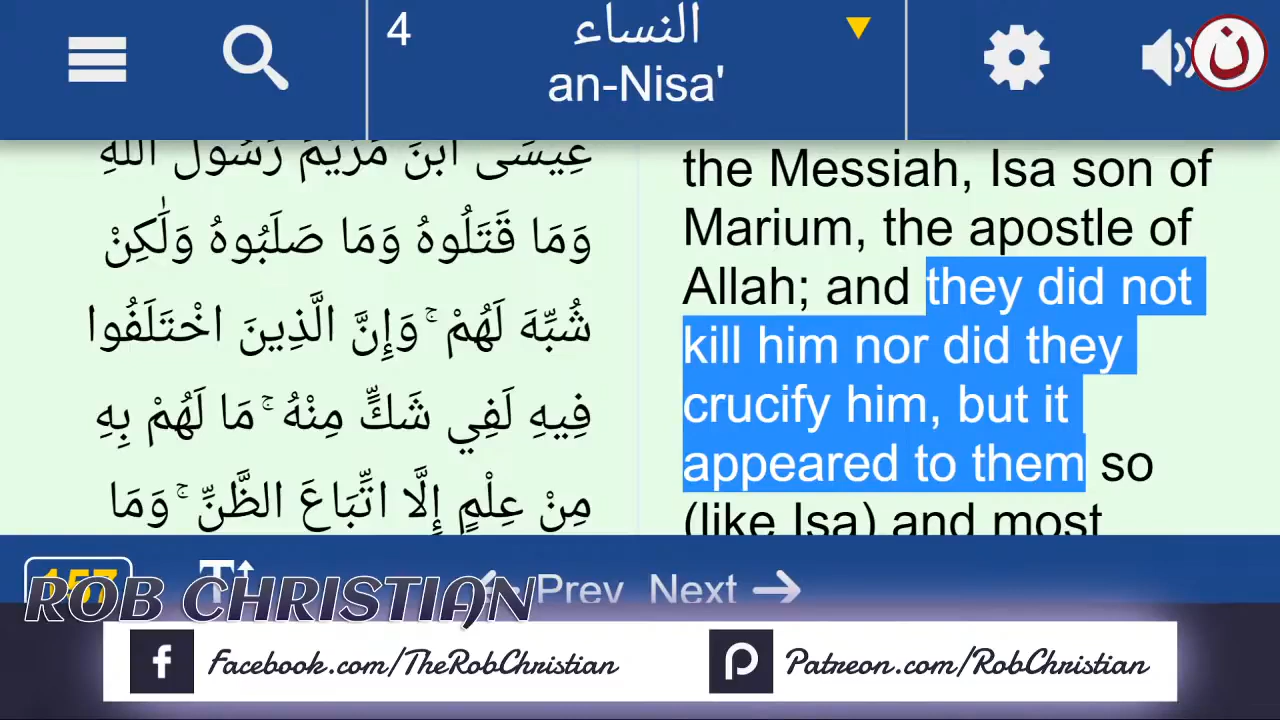 4
النساء
an-Nisa'
ن
عِيسَى ابْنَ مَرْيَمَ رَسُولَ اللَّهِ
وَمَا قَتَلُوهُ وَمَا صَلَبُوهُ وَلَٰكِنْ
شُبِّهَ لَهُمْ ۚ وَإِنَّ الَّذِينَ اخْتَلَفُوا
فِيهِ لَفِي شَكٍّ مِنْهُ ۚ مَا لَهُمْ بِهِ
مِنْ عِلْمٍ إِلَّا اتِّبَاعَ الظَّنِّ ۚ وَمَا
the Messiah, Isa son of
Marium, the apostle of
Allah; and they did not
kill him nor did they
crucify him, but it
appeared to them so
(like Isa) and most
157
T
Prev Next
ROB CHRISTIAN
Facebook.com/TheRobChristian
Patreon.com/RobChristian